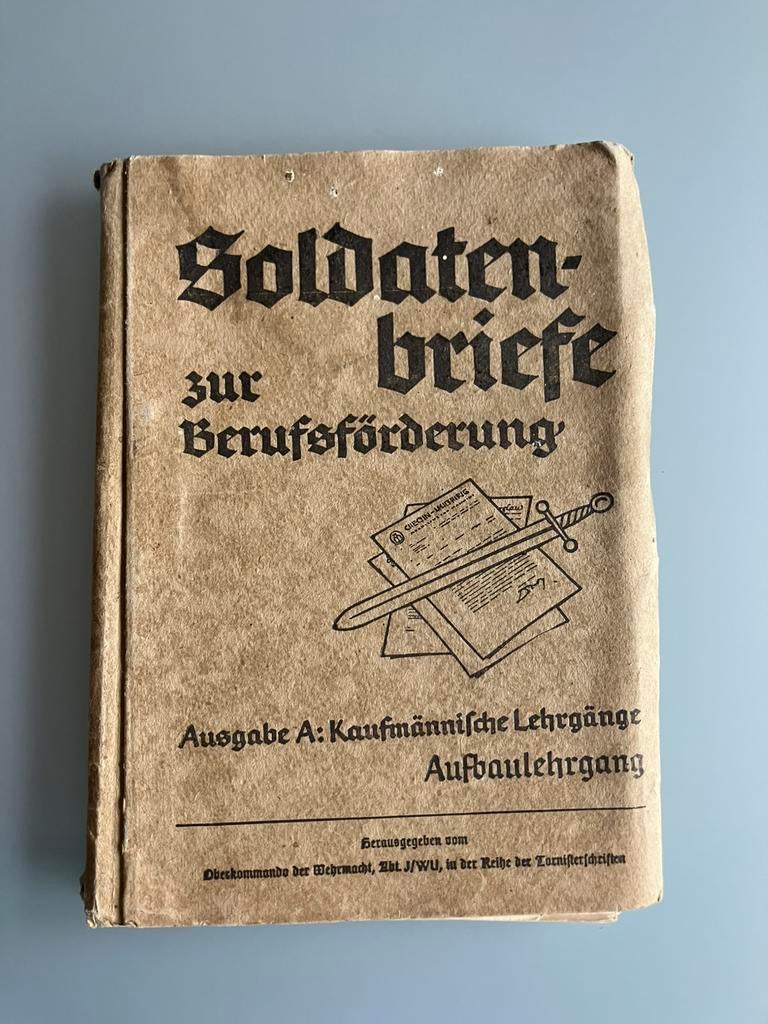 Soldaten-
briefe
zur
Berufsförderung
Ausgabe A: Kaufmännische Lehrgänge
Aufbaulehrgang
Herausgegeben vom
Oberkommando der Wehrmacht, Abt. J/WU, in der Reihe der Tornisterschriften